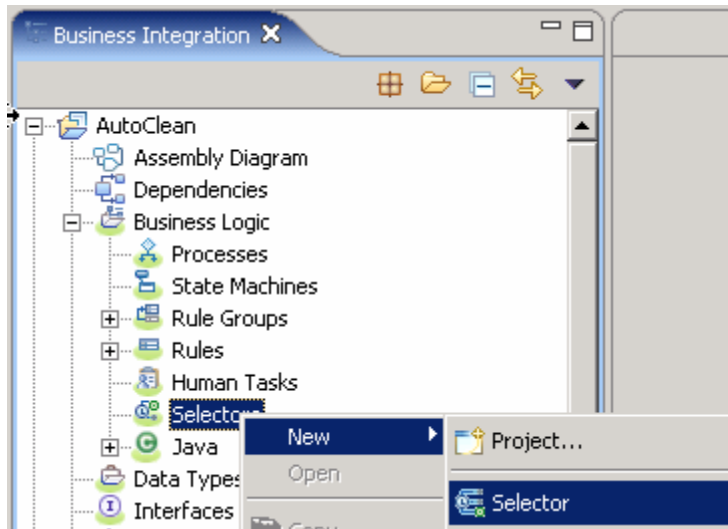 Business Integration
AutoClean
Assembly Diagram
Dependencies
Business Logic
Processes
State Machines
Rule Groups
Rules
Human Tasks
Selectors
New
Project...
Java
Open
Data Types
Selector
Interfaces
Copy